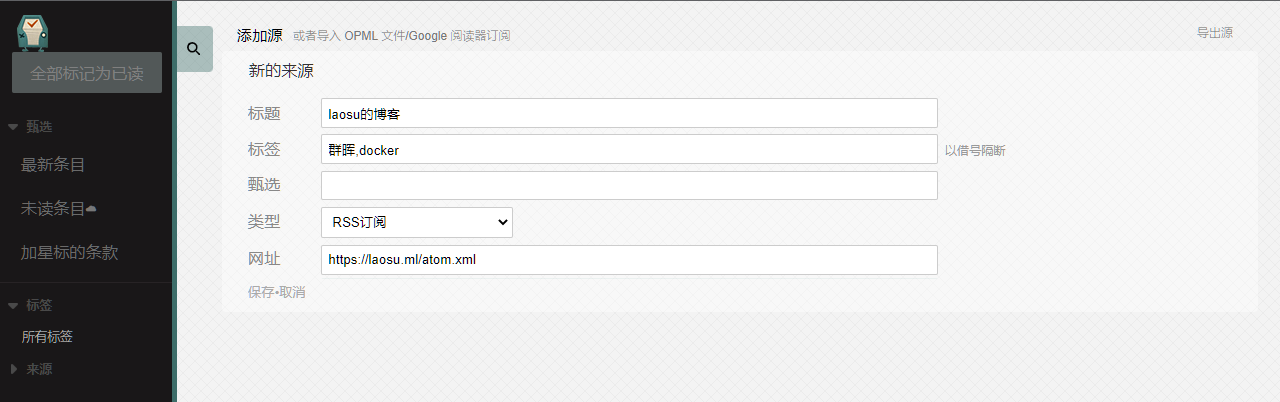 全部标记为已读
甄选
最新条目
未读条目
加星标的条款
标签
所有标签
来源
添加源 或者导入 OPML 文件/Google 阅读器订阅
导出源
新的来源
标题 laosu的博客
标签 群晖,docker 以借号隔断
甄选
类型 RSS订阅
网址 https://laosu.ml/atom.xml
保存•取消